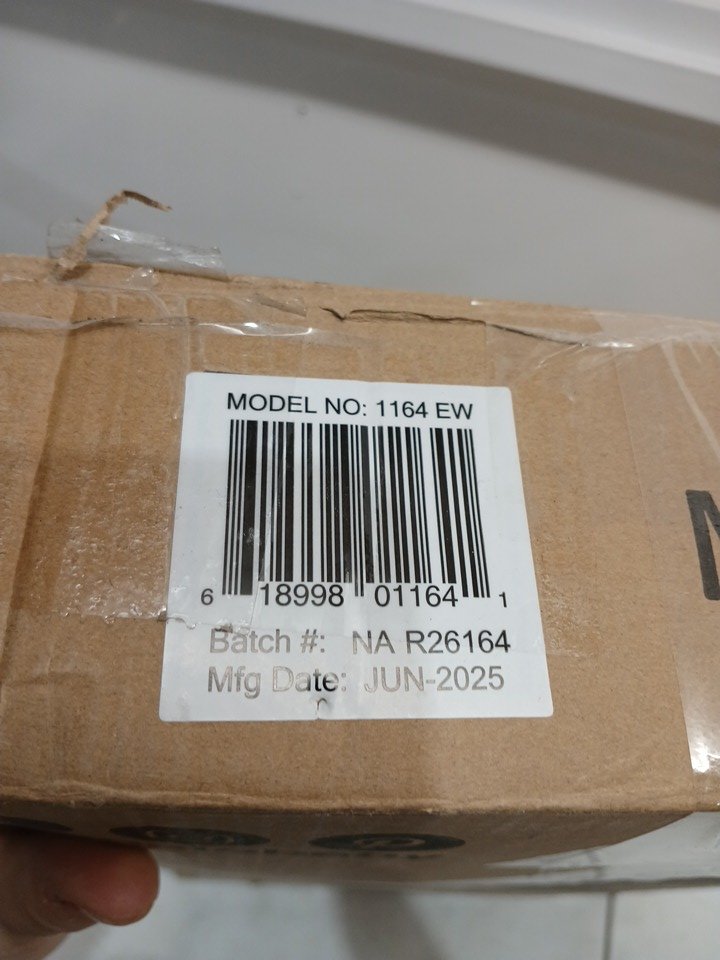 MODEL NO: 1164 EW
6 18998 01164 1
Batch #: NA R26164
Mfg Date: JUN-2025